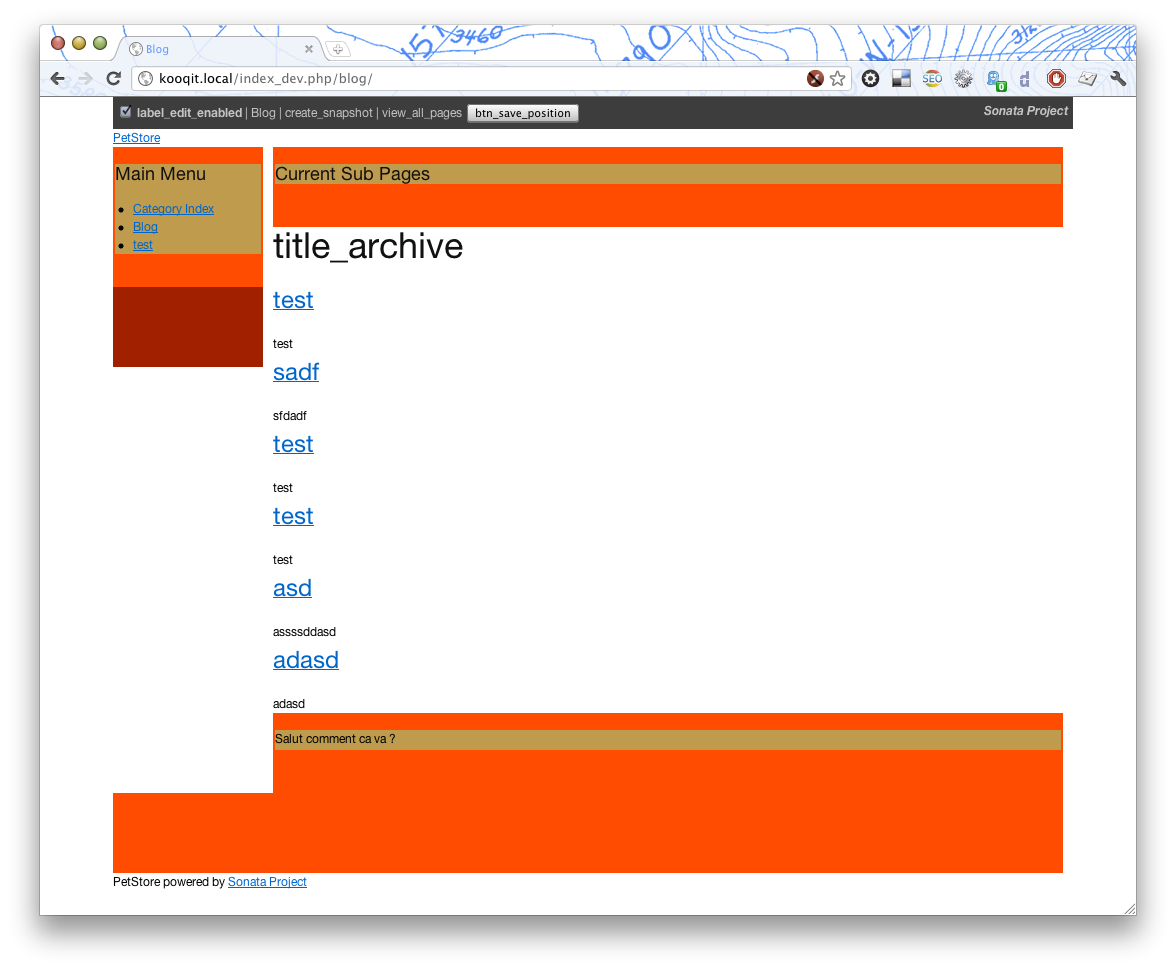 3460
Blog
kooqit.local/index_dev.php/blog/
SEO
d
0
label_edit_enabled | Blog | create_snapshot | view_all_pages btn_save_position Sonata Project
PetStore
Main Menu
Category Index
Blog
test
Current Sub Pages
title_archive
test
test
sadf
sfdadf
test
test
test
test
asd
assssddasd
adasd
adasd
Salut comment ca va ?
PetStore powered by Sonata Project